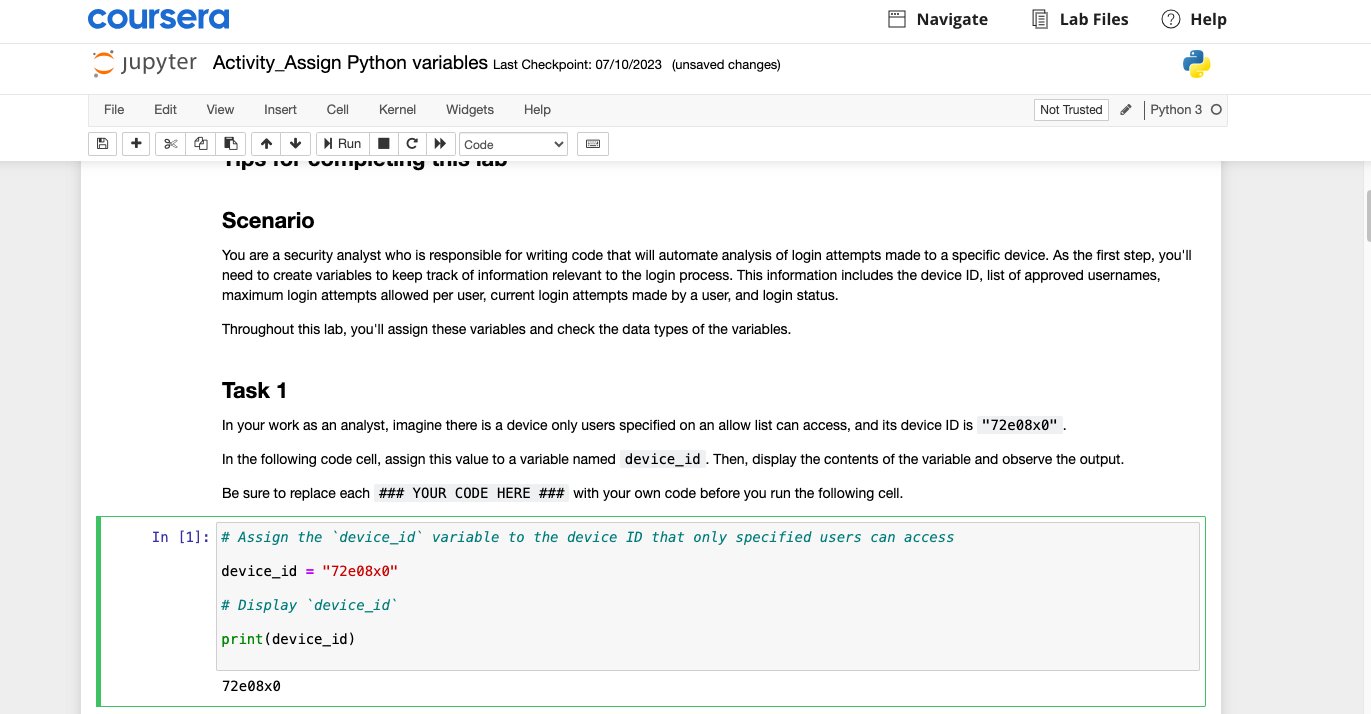 coursera
Navigate
Lab Files
Help
jupyter Activity_Assign Python variables Last Checkpoint: 07/10/2023 (unsaved changes)
File Edit View Insert Cell Kernel Widgets Help
Not Trusted
Python 3
Run
Code
Tips for completing this lab
Scenario
You are a security analyst who is responsible for writing code that will automate analysis of login attempts made to a specific device. As the first step, you'll
need to create variables to keep track of information relevant to the login process. This information includes the device ID, list of approved usernames,
maximum login attempts allowed per user, current login attempts made by a user, and login status.
Throughout this lab, you'll assign these variables and check the data types of the variables.
Task 1
In your work as an analyst, imagine there is a device only users specified on an allow list can access, and its device ID is "72e08x0" .
In the following code cell, assign this value to a variable named device_id . Then, display the contents of the variable and observe the output.
Be sure to replace each ### YOUR CODE HERE ### with your own code before you run the following cell.
In [1]: # Assign the `device_id` variable to the device ID that only specified users can access
device_id = "72e08x0"
# Display `device_id`
print(device_id)
72e08x0